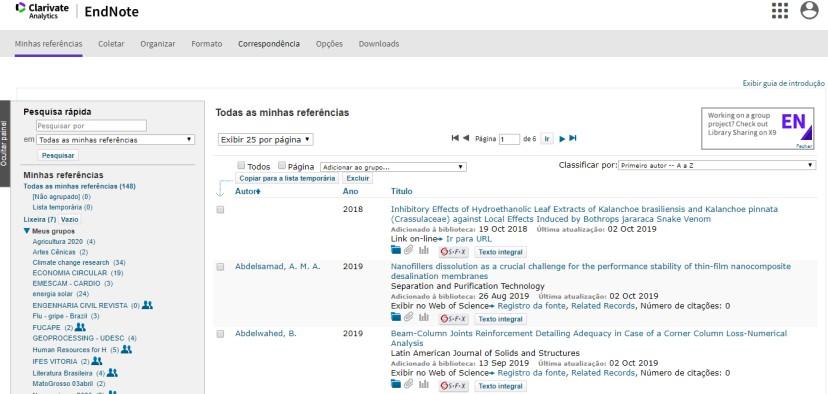 Clarivate
Analytics
EndNote
Minhas referências Coletar Organizar Formato Correspondência Opções Downloads
Exibir guia de introdução
Ocultar painel
Pesquisa rápida
Pesquisar por
em Todas as minhas referências
Pesquisar
Minhas referências
Todas as minhas referências (148)
[Não agrupado] (0)
Lista temporária (0)
Lixeira (7) Vazio
Meus grupos
Agricultura 2020 (4)
Artes Cênicas (2)
Climate change research (34)
ECONOMIA CIRCULAR (19)
EMESCAM - CARDIO (3)
energia solar (24)
ENGENHARIA CIVIL REVISTA (0)
Flu - gripe - Brazil (3)
FUCAPE (2)
GEOPROCESSING - UDESC (4)
Human Resources for H (5)
IFES VITORIA (2)
Literatura Brasileira (4)
MatoGrosso 03abril (2)
Todas as minhas referências
Exibir 25 por página
Página 1 de 6 Ir
Working on a group
project? Check out
Library Sharing on X9
EN
Fechar
Todos Página Adicionar ao grupo...
Classificar por: Primeiro autor -- A a Z
Copiar para a lista temporária Excluir
Autor Ano Título
2018 Inhibitory Effects of Hydroethanolic Leaf Extracts of Kalanchoe brasiliensis and Kalanchoe pinnata
(Crassulaceae) against Local Effects Induced by Bothrops jararaca Snake Venom
Adicionado à biblioteca: 19 Oct 2018 Última atualização: 02 Oct 2019
Link on-line Ir para URL
S·F·X Texto integral
Abdelsamad, A. M. A. 2019 Nanofillers dissolution as a crucial challenge for the performance stability of thin-film nanocomposite
desalination membranes
Separation and Purification Technology
Adicionado à biblioteca: 26 Aug 2019 Última atualização: 02 Oct 2019
Exibir no Web of Science Registro da fonte, Related Records, Número de citações: 0
S·F·X Texto integral
Abdelwahed, B. 2019 Beam-Column Joints Reinforcement Detailing Adequacy in Case of a Corner Column Loss-Numerical
Analysis
Latin American Journal of Solids and Structures
Adicionado à biblioteca: 13 Sep 2019 Última atualização: 02 Oct 2019
Exibir no Web of Science Registro da fonte, Related Records, Número de citações: 0
S·F·X Texto integral